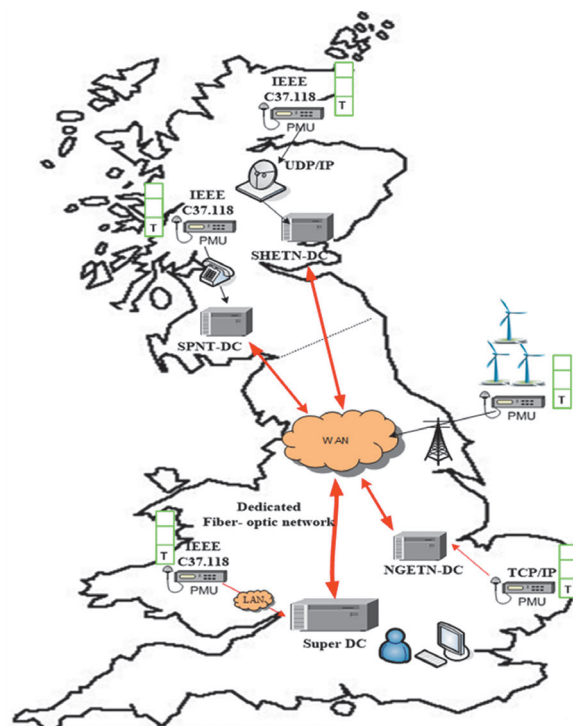 IEEE
C37.118
T
PMU
UDP/IP
IEEE
C37.118
T
PMU
SHETN-DC
SPNT-DC
T
PMU
WAN
Dedicated
Fiber- optic network
T
IEEE
C37.118
PMU
LAN
NGETN-DC
TCP/IP
T
PMU
Super DC